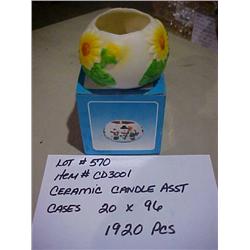 LOT # 570
ITEM # CD3001
CERAMIC CANDLE ASST
CASES 20 x 96
1920 PCS